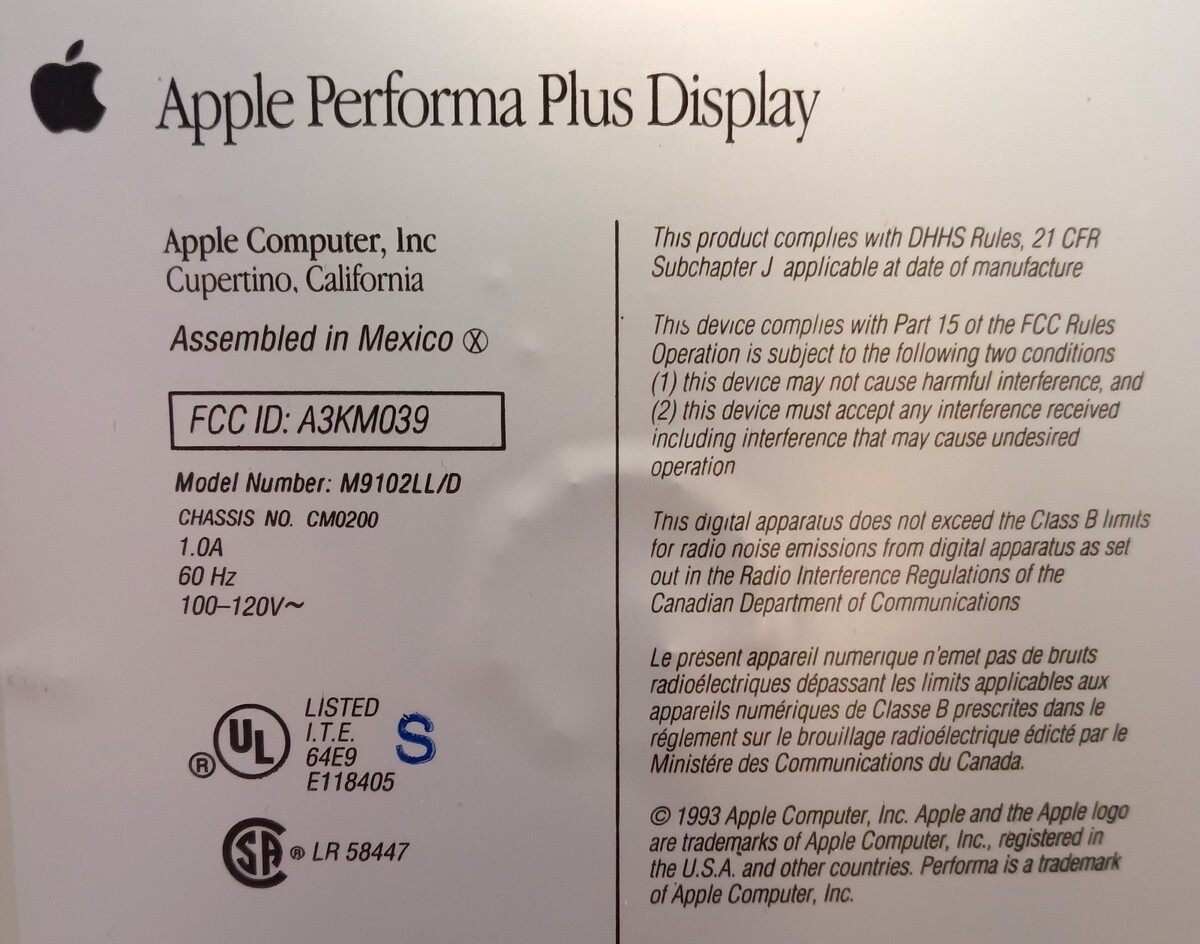 Apple Performa Plus Display
Apple Computer, Inc
Cupertino, California
Assembled in Mexico Ⓧ
FCC ID: A3KM039
Model Number: M9102LL/D
CHASSIS NO. CM0200
1.0A
60 Hz
100–120V~
UL
®
LISTED
I.T.E.
64E9
E118405
S
SA ® LR 58447
This product complies with DHHS Rules, 21 CFR
Subchapter J applicable at date of manufacture
This device complies with Part 15 of the FCC Rules
Operation is subject to the following two conditions
(1) this device may not cause harmful interference, and
(2) this device must accept any interference received
including interference that may cause undesired
operation
This digital apparatus does not exceed the Class B limits
for radio noise emissions from digital apparatus as set
out in the Radio Interference Regulations of the
Canadian Department of Communications
Le présent appareil numerique n'emet pas de bruits
radioélectriques dépassant les limits applicables aux
appareils numériques de Classe B prescrites dans le
réglement sur le brouillage radioélectrique édicté par le
Ministére des Communications du Canada.
© 1993 Apple Computer, Inc. Apple and the Apple logo
are trademarks of Apple Computer, Inc., registered in
the U.S.A. and other countries. Performa is a trademark
of Apple Computer, Inc.